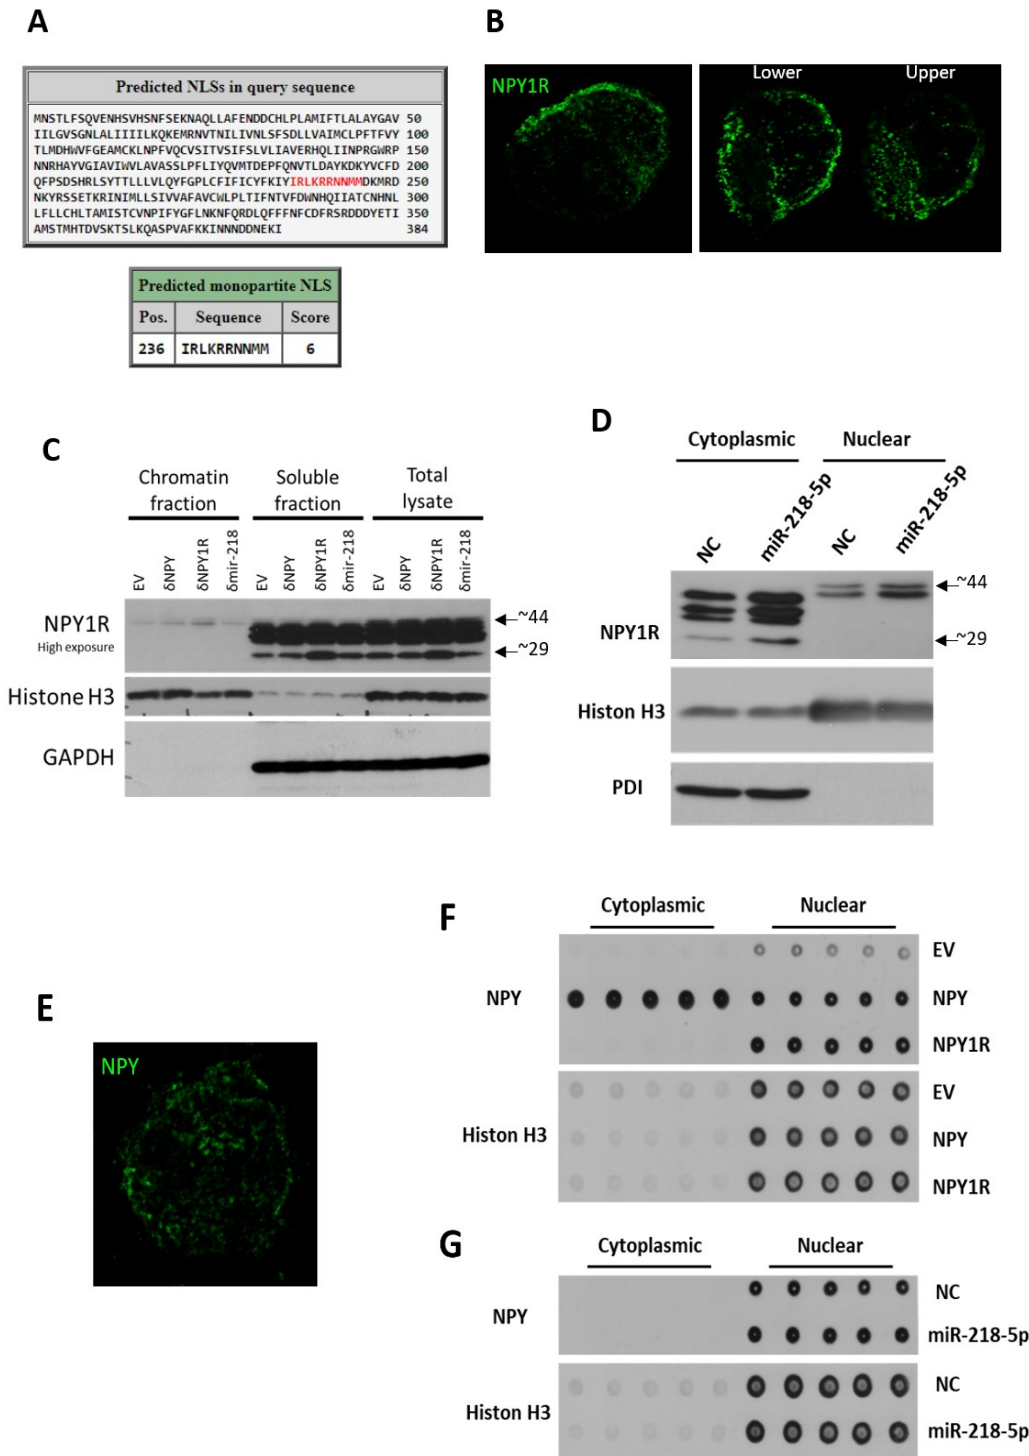 A
Predicted NLSs in query sequence
MNSTLFSQVENHSVHSNFSEKNAQLLAFENDDCHLPLAMIFTLALAYGAV 50
IILGVSGNLALIIIILKQKEMRNVTNILIVNLSFSDLLVAIMCLPFTFVY 100
TLMDHWVFGEAMCKLNPFVQCVSITVSIFSLVLIAVERHQLIINPRGWRP 150
NNRHAYVGIAVIWVLAVASSLPFLIYQVMTDEPFQNVTLDAYKDKYVCFD 200
QFPSDSHRLSYTTLLLVLQYFGPLCFIFICYFKIYIRLKRRNNMMDKMRD 250
NKYRSSETKRINIMLLSIVVAFAVCWLPLTIFNTVFDWNHQIIATCNHNL 300
LFLLCHLTAMISTCVNPIFYGFLNKNFQRDLQFFFNFCDFRSRDDDYETI 350
AMSTMHTDVSKTSLKQASPVAFKKINNNDDNEKI 384
Predicted monopartite NLS
Pos. Sequence Score
236 IRLKRRNNMM 6
B
NPY1R
Lower
Upper
C
Chromatin fraction
Soluble fraction
Total lysate
EV δNPY δNPY1R δmir-218 EV δNPY δNPY1R δmir-218 EV δNPY δNPY1R δmir-218
NPY1R
High exposure
~44
~29
Histone H3
GAPDH
D
Cytoplasmic Nuclear
NC miR-218-5p NC miR-218-5p
NPY1R
~44
~29
Histon H3
PDI
E
NPY
F
Cytoplasmic Nuclear
NPY
EV
NPY
NPY1R
Histon H3
EV
NPY
NPY1R
G
Cytoplasmic Nuclear
NPY
NC
miR-218-5p
Histon H3
NC
miR-218-5p